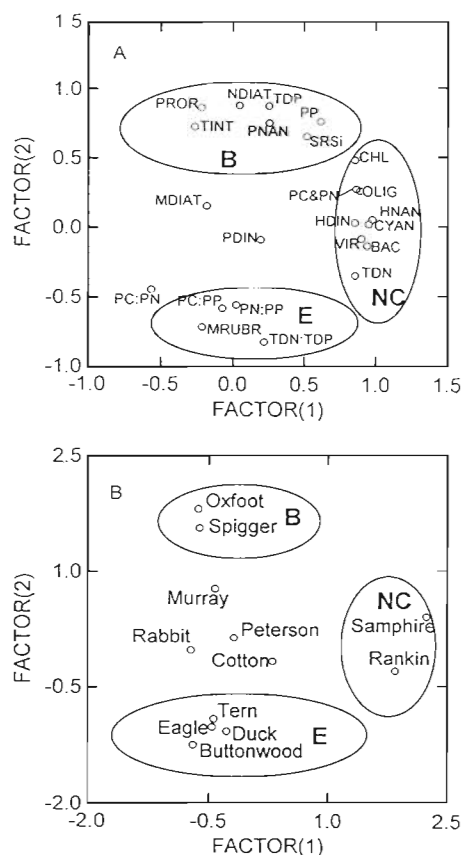 A
1.5
1.0
0.5
0.0
-0.5
-1.0
FACTOR(2)
NDIAT
TDP
PROR
PP
TINT
PNAN
SRSi
B
CHL
PC&PN
OLIG
MDIAT
HNAN
HDIN
CYAN
PDIN
VIR
BAC
TDN
PC:PN
PC:PP
PN:PP
NC
E
MRUBR
TDN:TDP
-1.0
-0.5
0.0
0.5
1.0
1.5
FACTOR(1)
B
2.5
1.0
-0.5
-2.0
FACTOR(2)
Oxfoot
B
Spigger
Murray
NC
Samphire
Peterson
Rabbit
Cotton
Rankin
Tern
Eagle
Duck
E
Buttonwood
-2.0
-0.5
1.0
2.5
FACTOR(1)